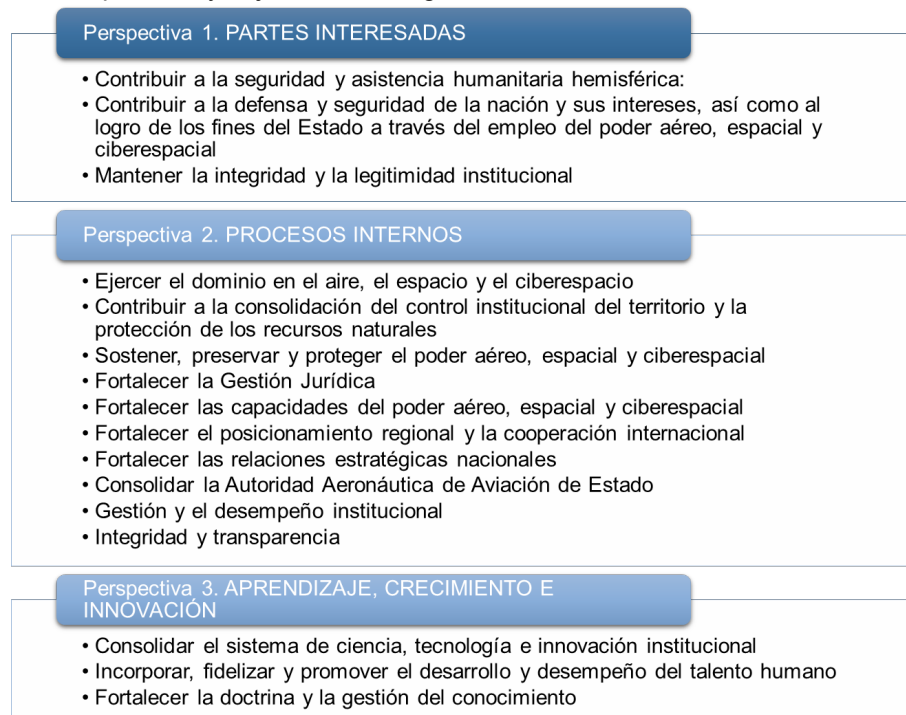 Perspectiva 1. PARTES INTERESADAS
• Contribuir a la seguridad y asistencia humanitaria hemisférica:
• Contribuir a la defensa y seguridad de la nación y sus intereses, así como al
logro de los fines del Estado a través del empleo del poder aéreo, espacial y
ciberespacial
• Mantener la integridad y la legitimidad institucional
Perspectiva 2. PROCESOS INTERNOS
• Ejercer el dominio en el aire, el espacio y el ciberespacio
• Contribuir a la consolidación del control institucional del territorio y la
protección de los recursos naturales
• Sostener, preservar y proteger el poder aéreo, espacial y ciberespacial
• Fortalecer la Gestión Jurídica
• Fortalecer las capacidades del poder aéreo, espacial y ciberespacial
• Fortalecer el posicionamiento regional y la cooperación internacional
• Fortalecer las relaciones estratégicas nacionales
• Consolidar la Autoridad Aeronáutica de Aviación de Estado
• Gestión y el desempeño institucional
• Integridad y transparencia
Perspectiva 3. APRENDIZAJE, CRECIMIENTO E
INNOVACIÓN
• Consolidar el sistema de ciencia, tecnología e innovación institucional
• Incorporar, fidelizar y promover el desarrollo y desempeño del talento humano
• Fortalecer la doctrina y la gestión del conocimiento